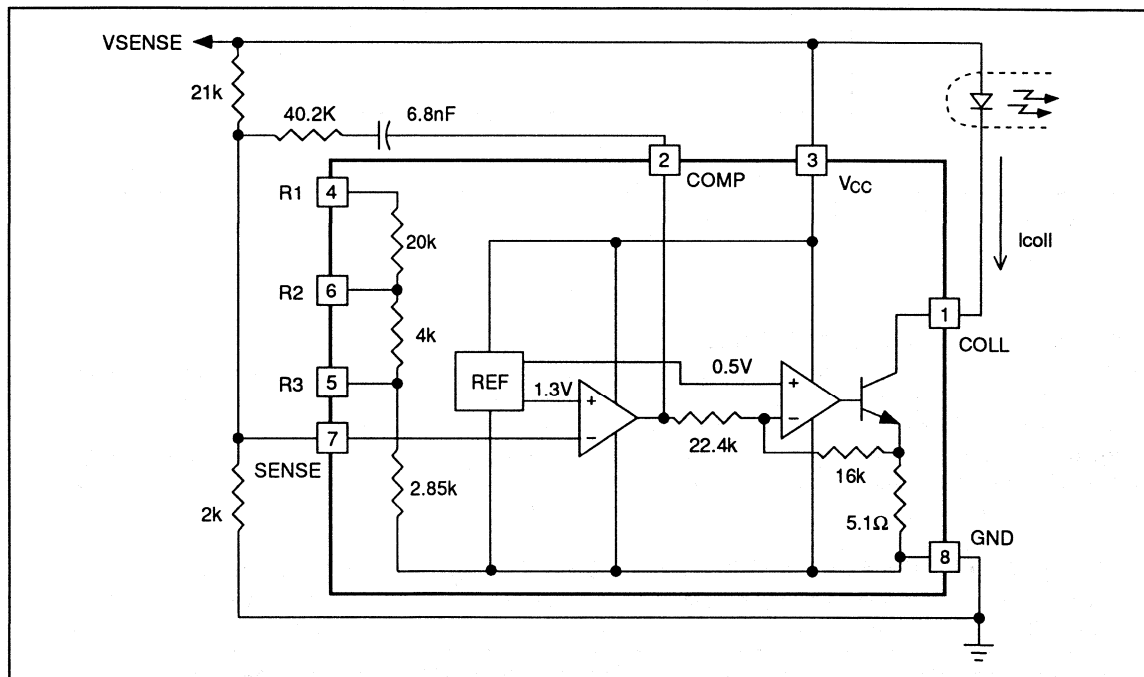 VSENSE
21k
40.2K
6.8nF
2
COMP
3
VCC
R1
4
20k
R2
6
4k
R3
5
REF
1.3V
0.5V
Icoll
1
COLL
+
−
+
−
22.4k
16k
7
SENSE
2.85k
2k
5.1Ω
GND
8